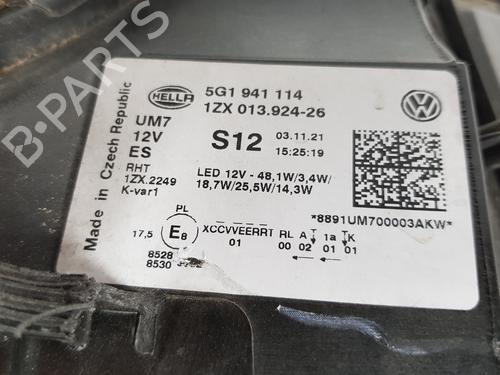 HELLA
5G1 941 114
1ZX 013.924-26
UM7
12V
ES
S12
03.11.21
15:25:19
RHT
1ZX.2249
K-var1
LED 12V - 48,1W/3,4W/
18,7W/25,5W/14,3W
*8891UM700003AKW*
Made in Czech Republic
PL
17,5
E8
XCCVVEERRT RL A 1a K
01 00 02 01 01
8528
8530
B-PARTS